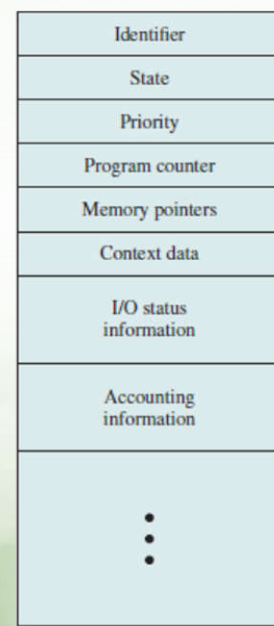 Identifier
State
Priority
Program counter
Memory pointers
Context data
I/O status
information
Accounting
information